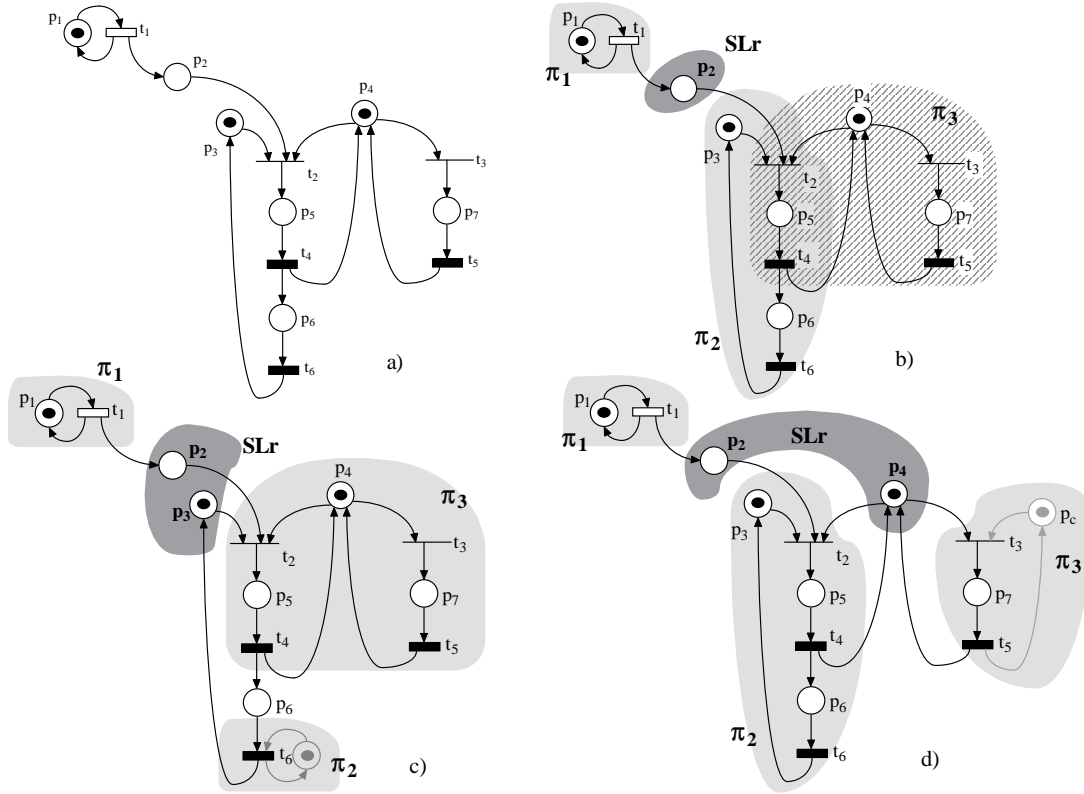 p1
t1
p2
p4
p3
t2
t3
p5
p7
t4
t5
p6
t6
a)
p1
t1
SLr
π1
p2
p4
π3
p3
t2
t3
p5
p7
t4
t5
p6
π2
t6
b)
π1
p1
t1
SLr
p2
p4
π3
p3
t2
t3
p5
p7
t4
t5
p6
t6
π2
c)
p1
t1
π1
SLr
p2
p4
p3
pc
t2
t3
π3
p5
p7
t4
t5
p6
π2
t6
d)